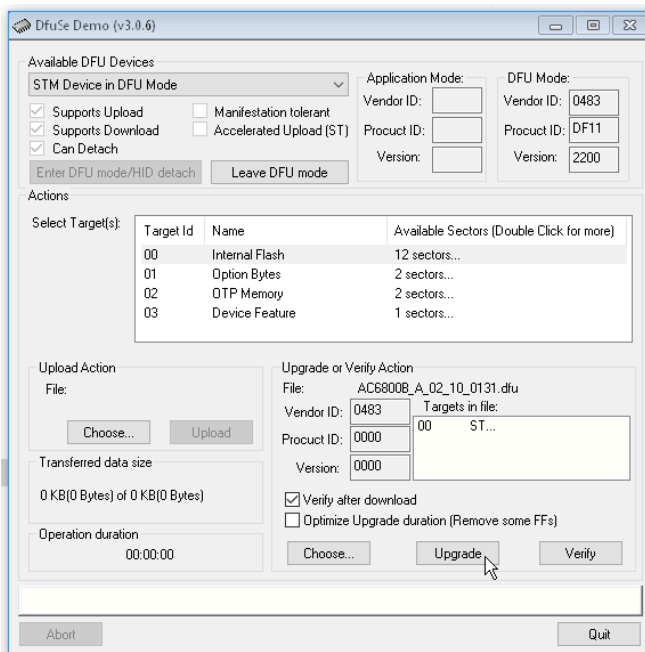 DfuSe Demo (v3.0.6)
Available DFU Devices
STM Device in DFU Mode
Supports Upload
Manifestation tolerant
Supports Download
Accelerated Upload (ST)
Can Detach
Enter DFU mode/HID detach
Leave DFU mode
Application Mode:
Vendor ID:
Procuct ID:
Version:
DFU Mode:
Vendor ID: 0483
Procuct ID: DF11
Version: 2200
Actions
Select Target(s):
Target Id Name Available Sectors (Double Click for more)
00 Internal Flash 12 sectors...
01 Option Bytes 2 sectors...
02 OTP Memory 2 sectors...
03 Device Feature 1 sectors...
Upload Action
File:
Choose... Upload
Transferred data size
0 KB(0 Bytes) of 0 KB(0 Bytes)
Operation duration
00:00:00
Upgrade or Verify Action
File: AC6800B_A_02_10_0131.dfu
Vendor ID: 0483
Procuct ID: 0000
Version: 0000
Targets in file:
00 ST...
Verify after download
Optimize Upgrade duration (Remove some FFs)
Choose... Upgrade Verify
Abort
Quit